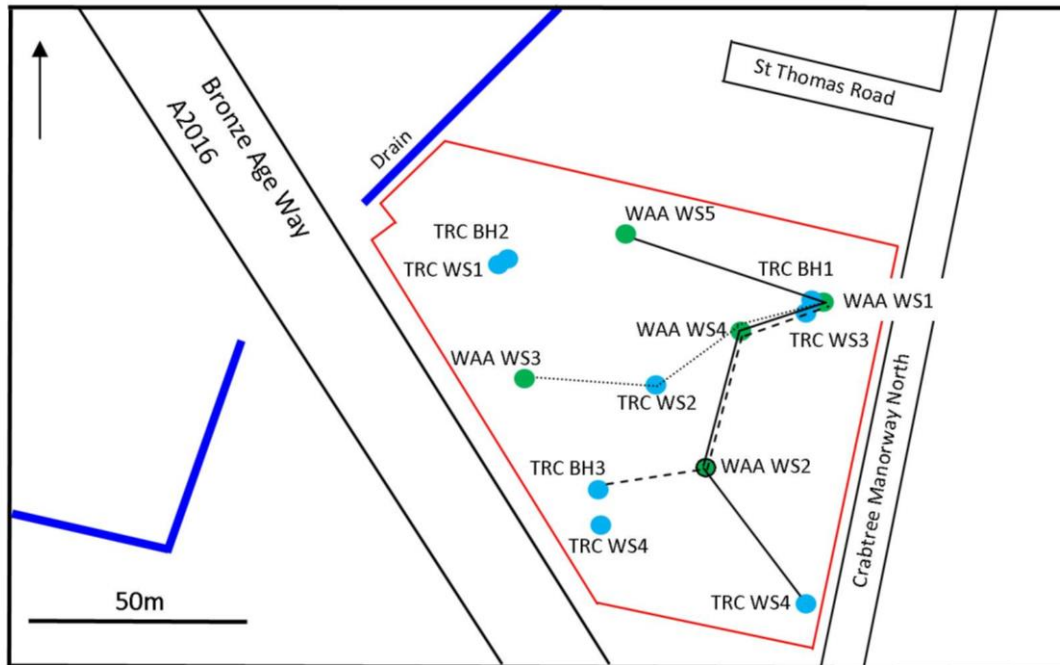 St Thomas Road
Bronze Age Way
A2016
Drain
WAA WS5
TRC BH2
TRC WS1
TRC BH1
WAA WS1
WAA WS4
TRC WS3
WAA WS3
TRC WS2
Crabtree Manorway North
TRC BH3
WAA WS2
TRC WS4
TRC WS4
50m